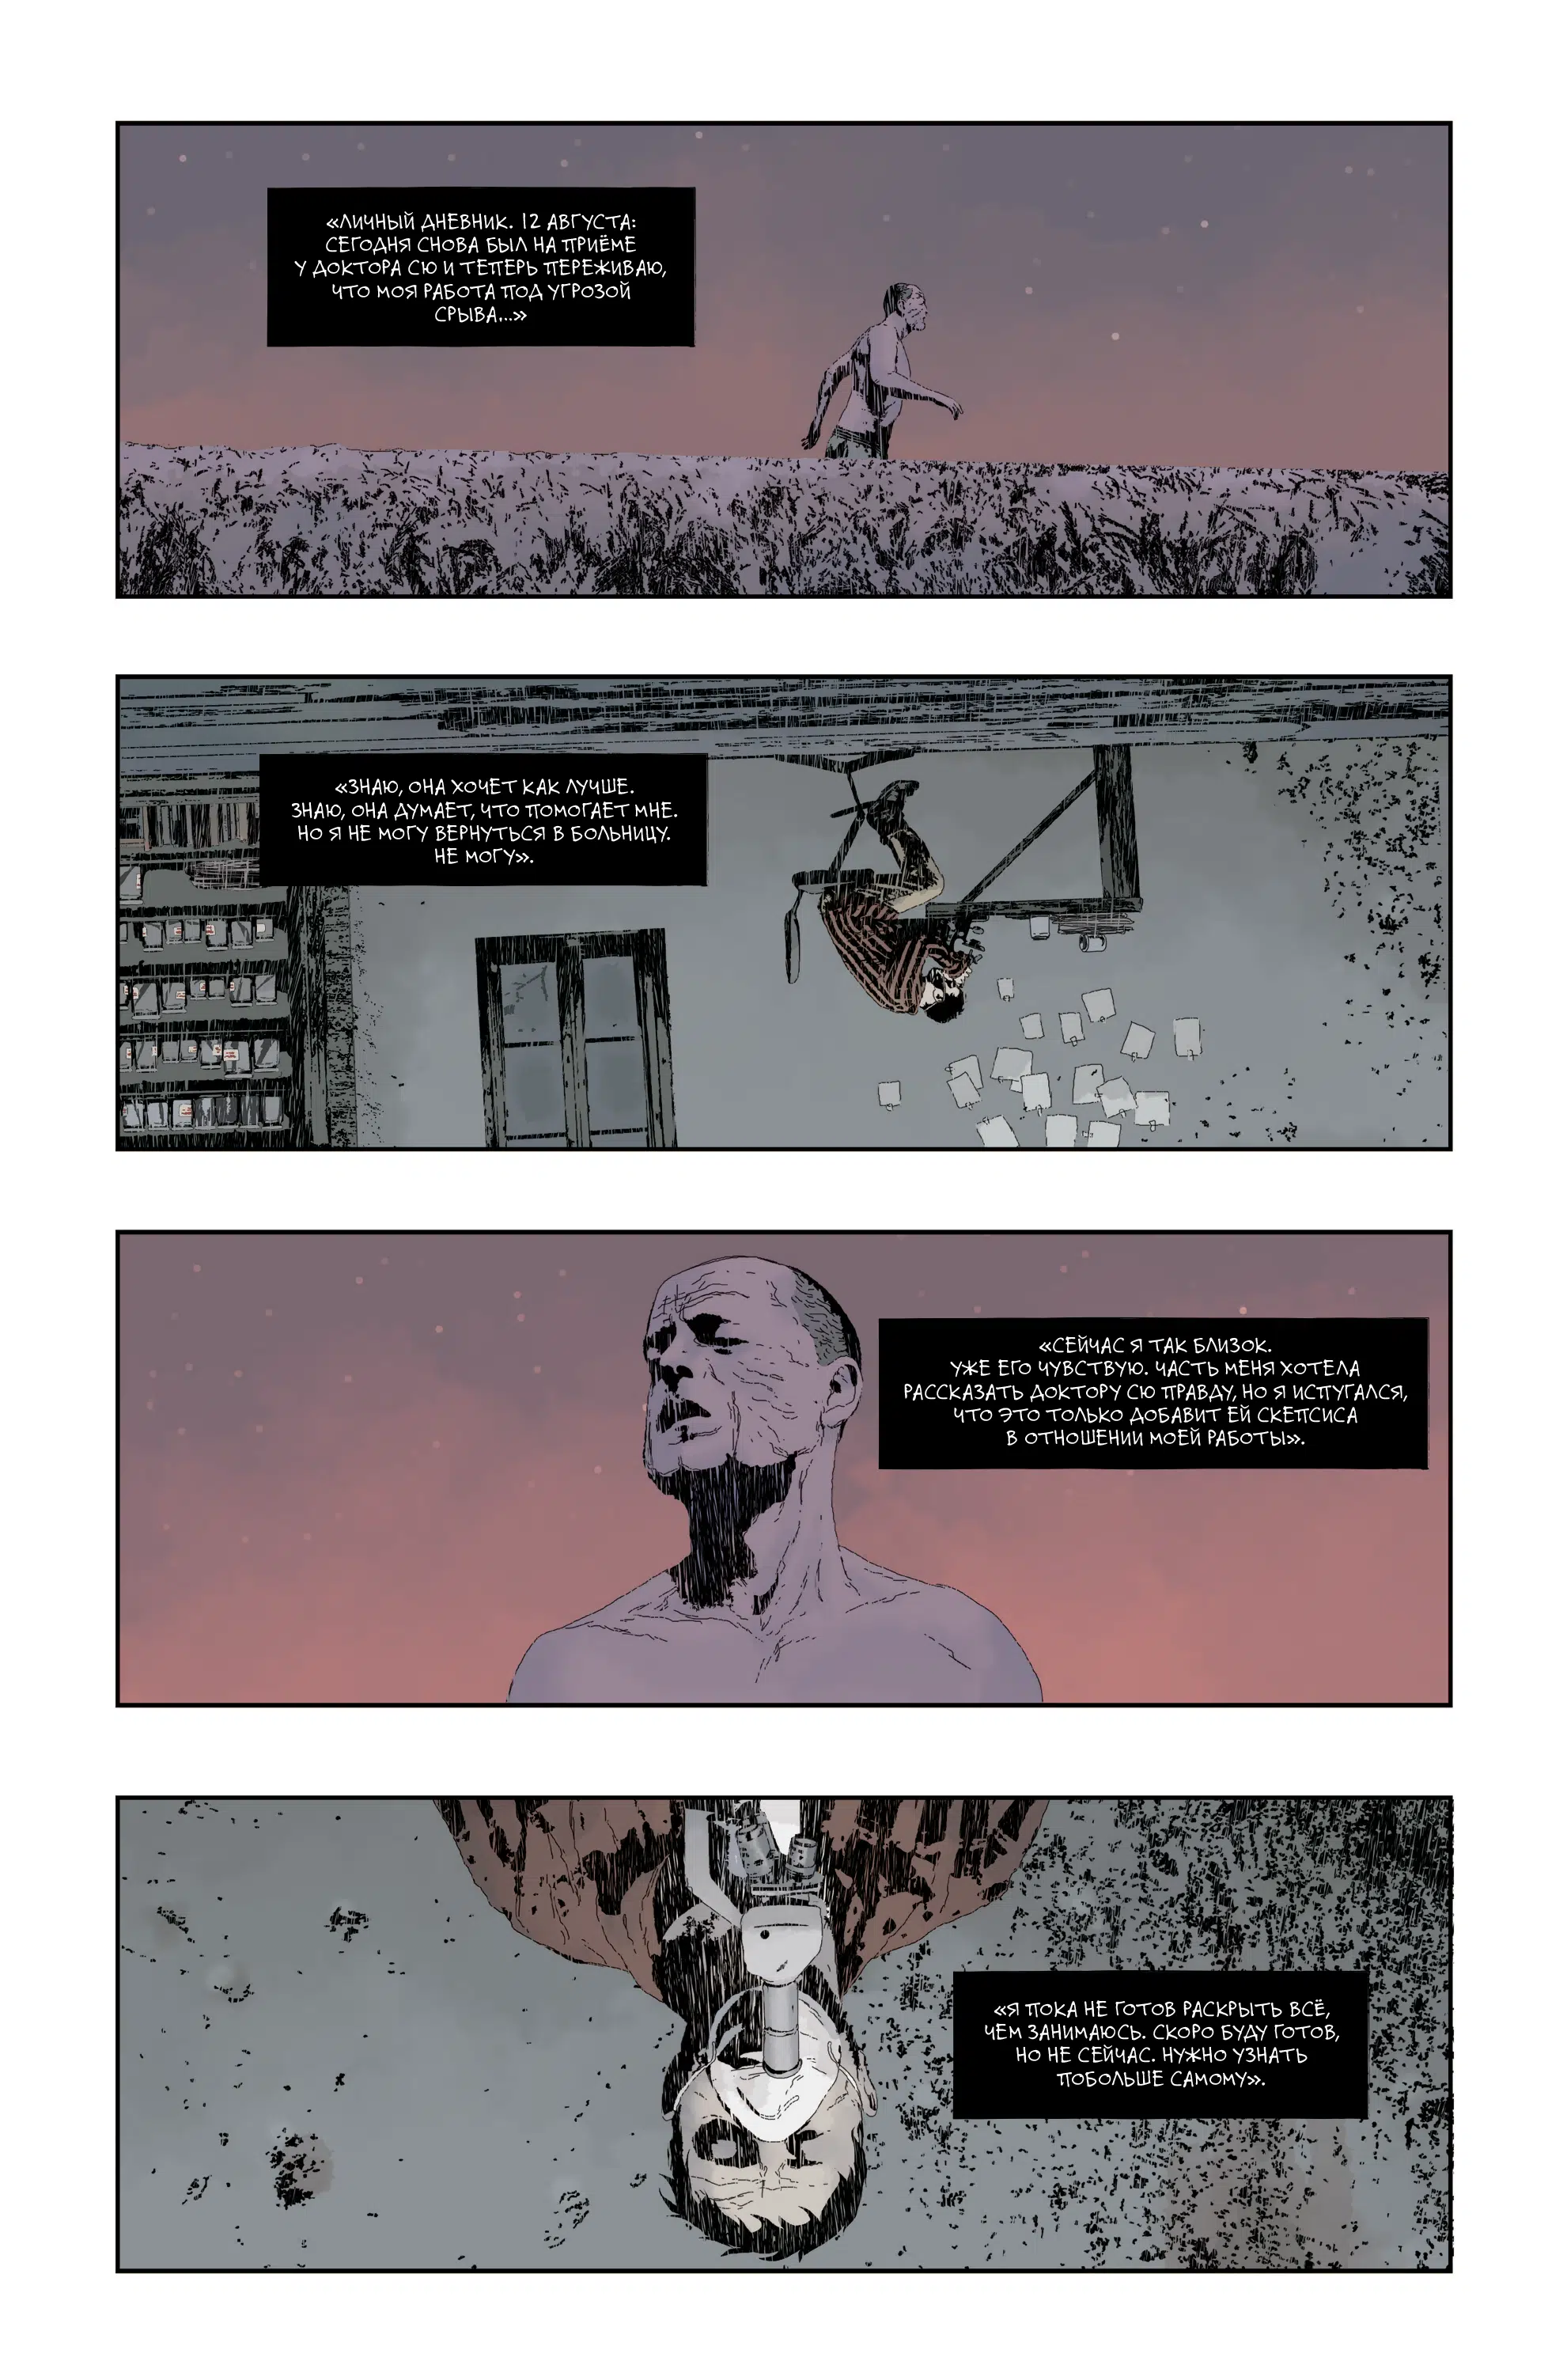 «ЛИЧНЫЙ ДНЕВНИК. 12 АВГУСТА:
СЕГОДНЯ СНОВА БЫЛ НА ПРИЁМЕ
У ДОКТОРА СЮ И ТЕПЕРЬ ПЕРЕЖИВАЮ,
ЧТО МОЯ РАБОТА ПОД УГРОЗОЙ
СРЫВА...»
«ЗНАЮ, ОНА ХОЧЕТ КАК ЛУЧШЕ.
ЗНАЮ, ОНА ДУМАЕТ, ЧТО ПОМОГАЕТ МНЕ.
НО Я НЕ МОГУ ВЕРНУТЬСЯ В БОЛЬНИЦУ.
НЕ МОГУ».
«СЕЙЧАС Я ТАК БЛИЗОК.
УЖЕ ЕГО ЧУВСТВУЮ. ЧАСТЬ МЕНЯ ХОТЕЛА
РАССКАЗАТЬ ДОКТОРУ СЮ ПРАВДУ, НО Я ИСПУГАЛСЯ,
ЧТО ЭТО ТОЛЬКО ДОБАВИТ ЕЙ СКЕПСИСА
В ОТНОШЕНИИ МОЕЙ РАБОТЫ».
«Я ПОКА НЕ ГОТОВ РАСКРЫТЬ ВСЁ,
ЧЕМ ЗАНИМАЮСЬ. СКОРО БУДУ ГОТОВ,
НО НЕ СЕЙЧАС. НУЖНО УЗНАТЬ
ПОБОЛЬШЕ САМОМУ».